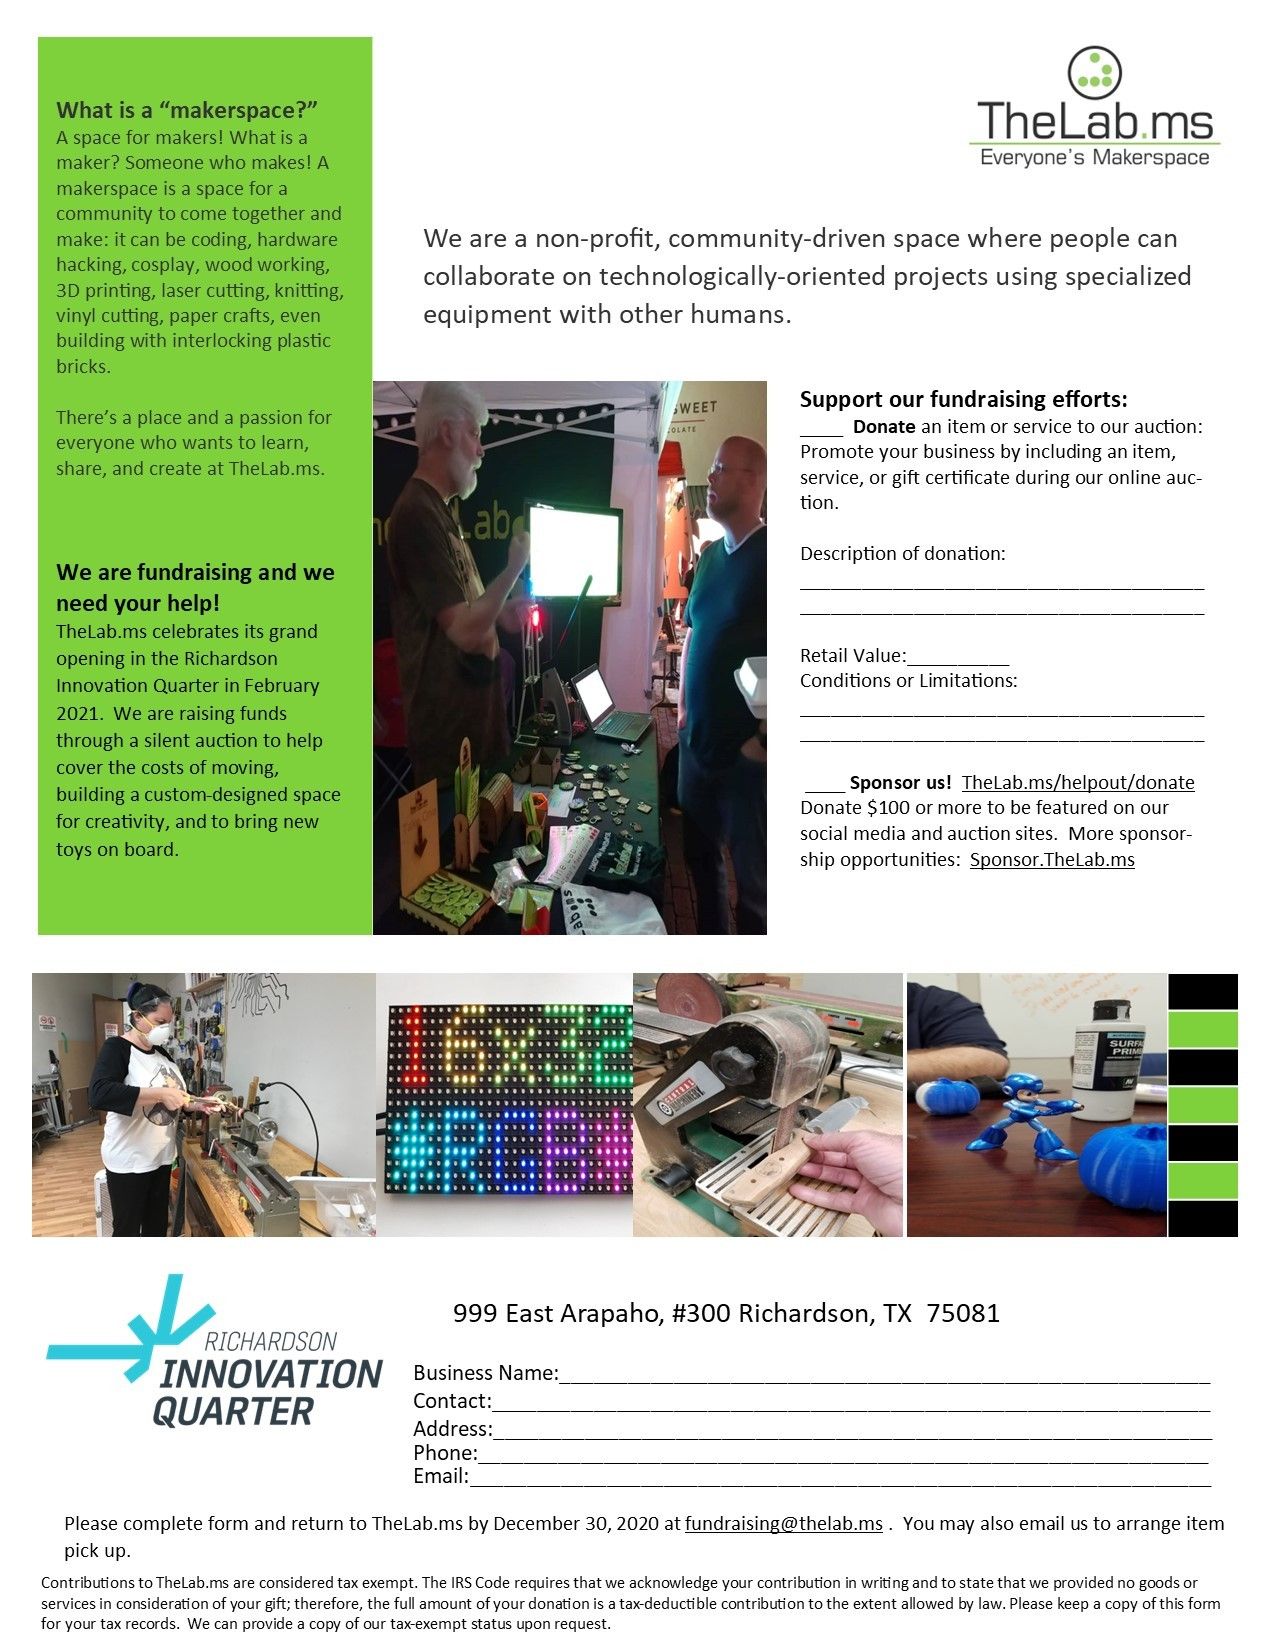 What is a “makerspace?”
A space for makers! What is a
maker? Someone who makes! A
makerspace is a space for a
community to come together and
make: it can be coding, hardware
hacking, cosplay, wood working,
3D printing, laser cutting, knitting,
vinyl cutting, paper crafts, even
building with interlocking plastic
bricks.
There’s a place and a passion for
everyone who wants to learn,
share, and create at TheLab.ms.
We are fundraising and we
need your help!
TheLab.ms celebrates its grand
opening in the Richardson
Innovation Quarter in February
2021.  We are raising funds
through a silent auction to help
cover the costs of moving,
building a custom-designed space
for creativity, and to bring new
toys on board.
TheLab.ms
Everyone's Makerspace
We are a non-profit, community-driven space where people can
collaborate on technologically-oriented projects using specialized
equipment with other humans.
SWEET
Lab
Support our fundraising efforts:
____ Donate an item or service to our auction:
Promote your business by including an item,
service, or gift certificate during our online auc-
tion.
Description of donation:
Retail Value:__________
Conditions or Limitations:
____ Sponsor us!  TheLab.ms/helpout/donate
Donate $100 or more to be featured on our
social media and auction sites.  More sponsor-
ship opportunities:  Sponsor.TheLab.ms
16x32
*RGB*
CENTRAL
MACHINERY
SURFACE
PRIMER
RICHARDSON
INNOVATION
QUARTER
999 East Arapaho, #300 Richardson, TX  75081
Business Name:
Contact:
Address:
Phone:
Email:
Please complete form and return to TheLab.ms by December 30, 2020 at fundraising@thelab.ms .  You may also email us to arrange item
pick up.
Contributions to TheLab.ms are considered tax exempt. The IRS Code requires that we acknowledge your contribution in writing and to state that we provided no goods or
services in consideration of your gift; therefore, the full amount of your donation is a tax-deductible contribution to the extent allowed by law. Please keep a copy of this form
for your tax records.  We can provide a copy of our tax-exempt status upon request.